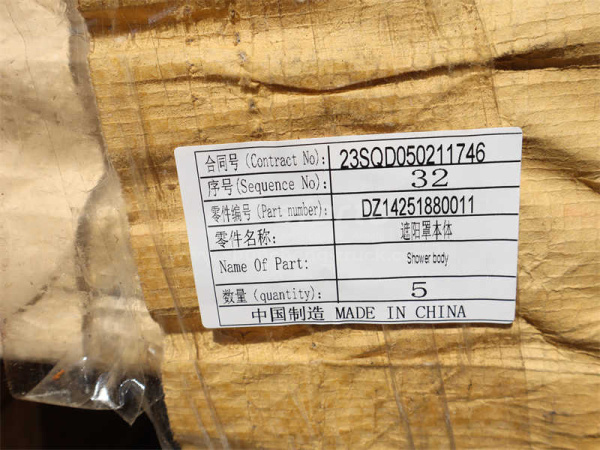 合同号(Contract No): 23SQD050211746
序号(Sequence No): 32
零件编号(Part number): DZ14251880011
零件名称: 遮阳罩本体
Name Of Part: Shower body
数量(quantity): 5
中国制造 MADE IN CHINA